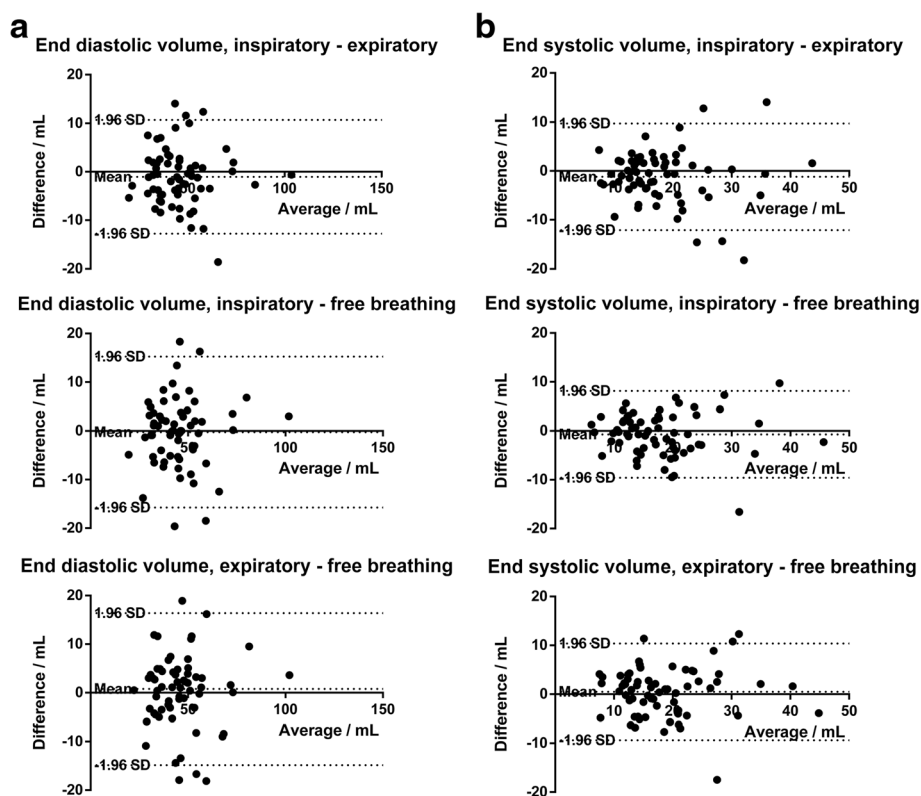 a
End diastolic volume, inspiratory - expiratory
Difference / mL
20
10
0
-10
-20
1.96 SD
Mean
-1.96 SD
50 100 150
Average / mL
End diastolic volume, inspiratory - free breathing
Difference / mL
20
10
0
-10
-20
1.96 SD
Mean
-1.96 SD
50 100 150
Average / mL
End diastolic volume, expiratory - free breathing
Difference / mL
20
10
0
-10
-20
1.96 SD
Mean
-1.96 SD
50 100 150
Average / mL
b
End systolic volume, inspiratory - expiratory
Difference / mL
20
10
0
-10
-20
1.96 SD
Mean
-1.96 SD
10 20 30 40 50
Average / mL
End systolic volume, inspiratory - free breathing
Difference / mL
20
10
0
-10
-20
1.96 SD
Mean
-1.96 SD
10 20 30 40 50
Average / mL
End systolic volume, expiratory - free breathing
Difference / mL
20
10
0
-10
-20
1.96 SD
Mean
-1.96 SD
10 20 30 40 50
Average / mL